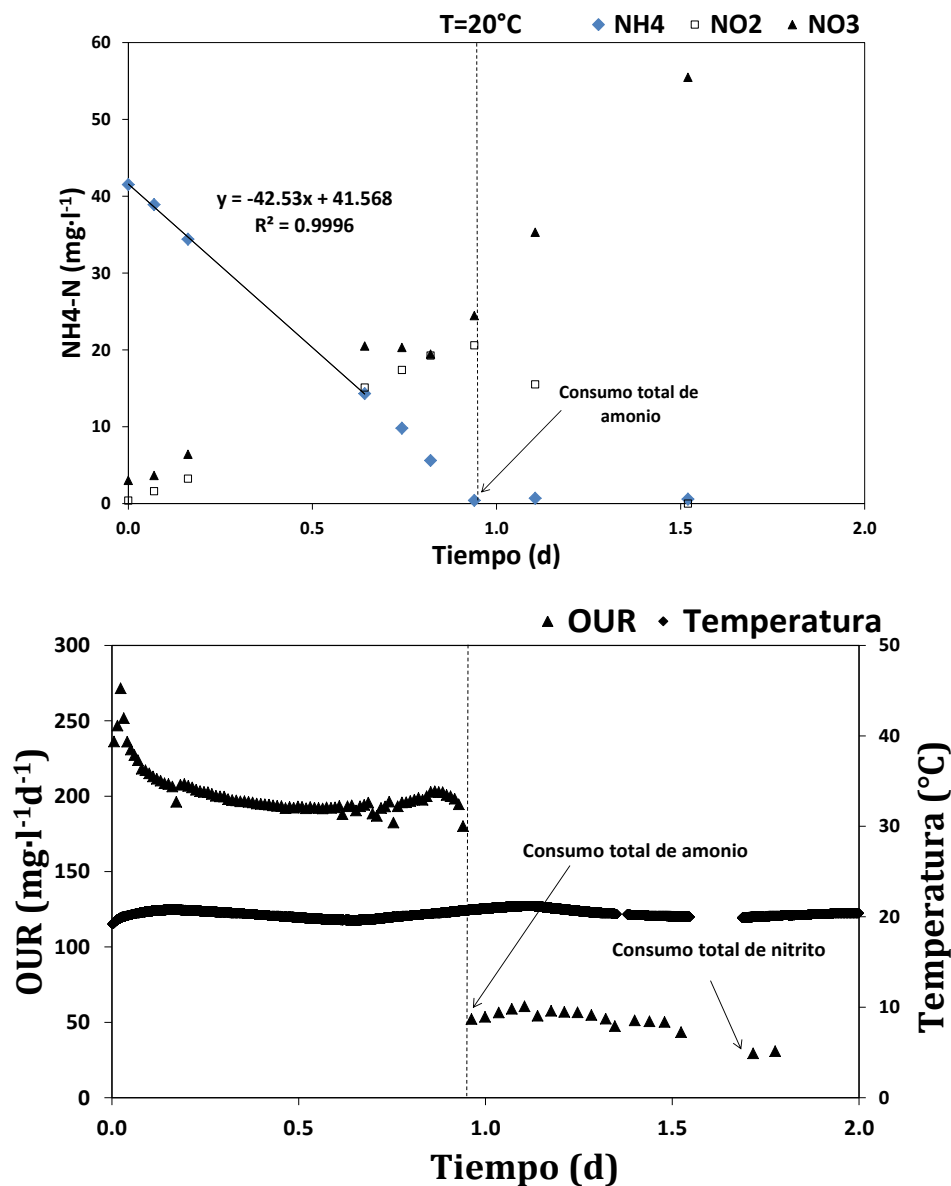 T=20°C
NH4
NO2
NO3
60
50
40
30
20
10
0
0.0
0.5
1.0
1.5
2.0
NH4-N (mg·l-1)
Tiempo (d)
y = -42.53x + 41.568
R² = 0.9996
Consumo total de
amonio
OUR
Temperatura
300
250
200
150
100
50
0
50
40
30
20
10
0
0.0
0.5
1.0
1.5
2.0
OUR (mg·l-1d-1)
Temperatura (°C)
Tiempo (d)
Consumo total de amonio
Consumo total de nitrito